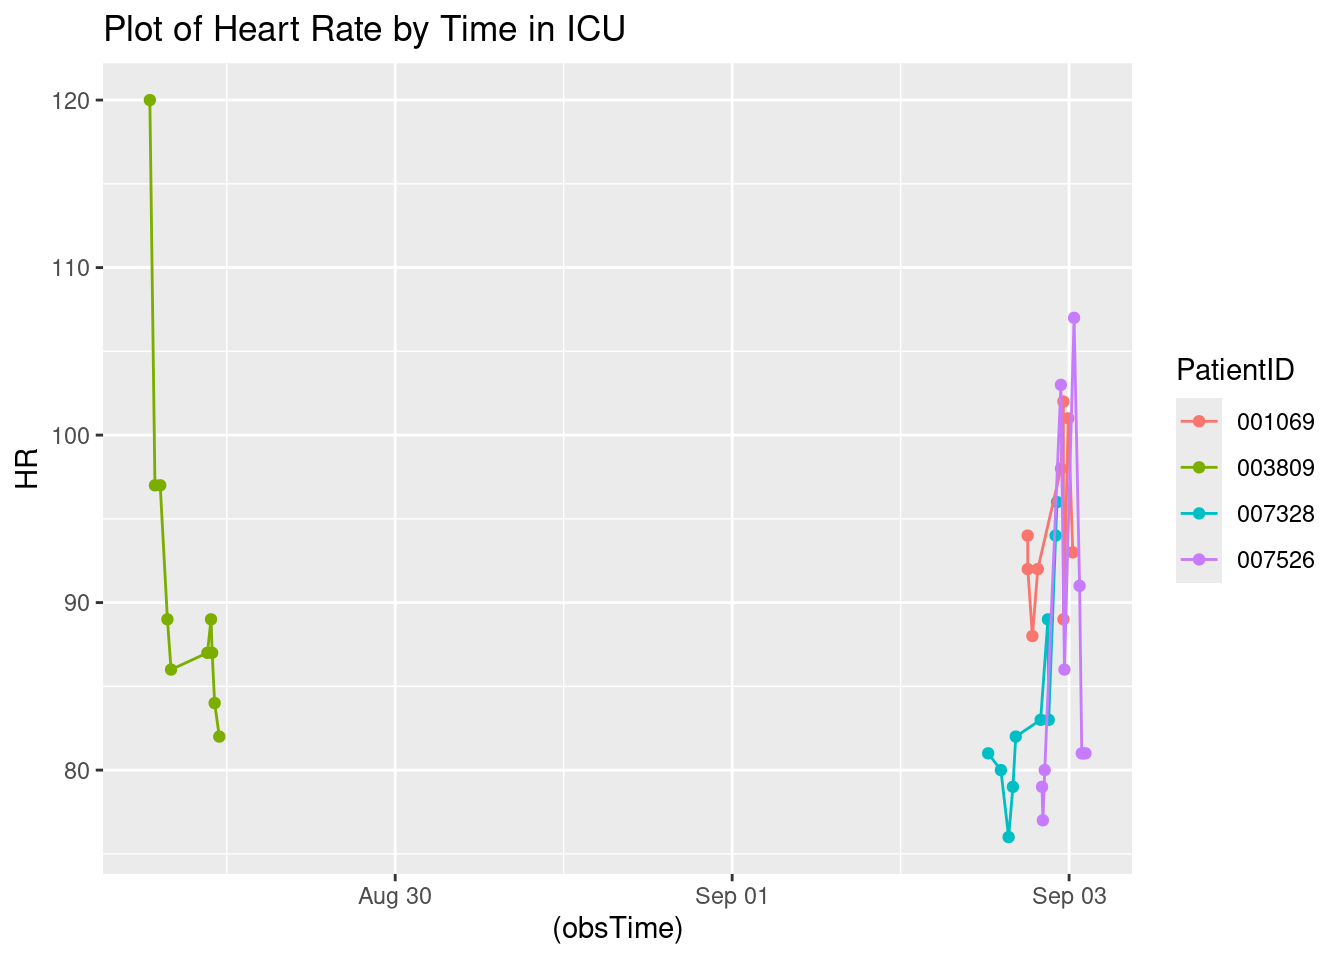 Plot of Heart Rate by Time in ICU
120
110
100
90
80
HR
Aug 30
Sep 01
Sep 03
(obsTime)
PatientID
001069
003809
007328
007526